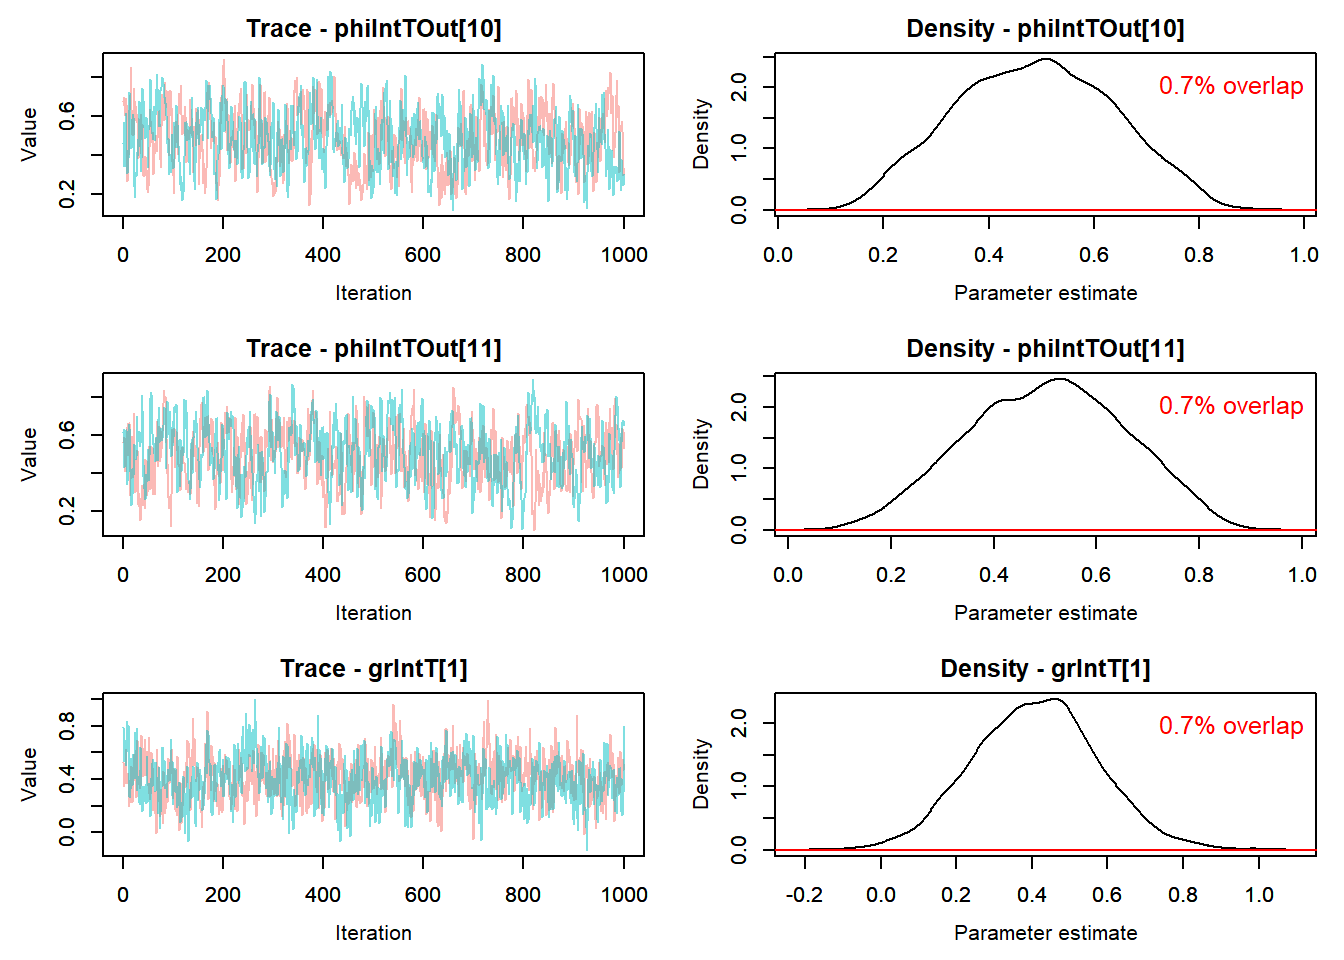 Trace - phiIntTOut[10]
Value
0.2 0.6
0 200 400 600 800 1000
Iteration
Density - phiIntTOut[10]
0.7% overlap
Density
0.0 1.0 2.0
0.0 0.2 0.4 0.6 0.8 1.0
Parameter estimate
Trace - phiIntTOut[11]
Value
0.2 0.6
0 200 400 600 800 1000
Iteration
Density - phiIntTOut[11]
0.7% overlap
Density
0.0 1.0 2.0
0.0 0.2 0.4 0.6 0.8 1.0
Parameter estimate
Trace - grIntT[1]
Value
0.0 0.4 0.8
0 200 400 600 800 1000
Iteration
Density - grIntT[1]
0.7% overlap
Density
0.0 1.0 2.0
-0.2 0.0 0.2 0.4 0.6 0.8 1.0
Parameter estimate